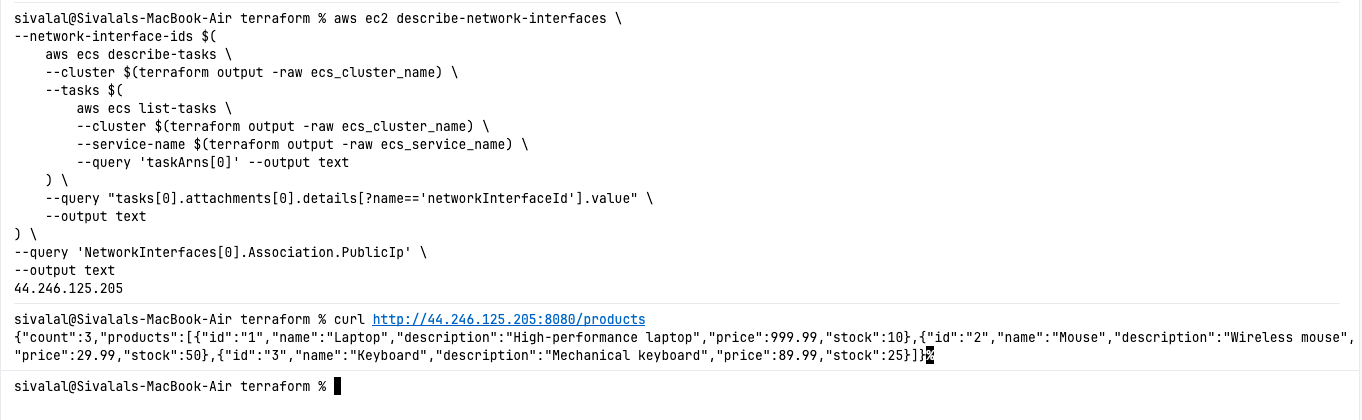 sivalal@Sivalals-MacBook-Air terraform % aws ec2 describe-network-interfaces \
--network-interface-ids $(
    aws ecs describe-tasks \
    --cluster $(terraform output -raw ecs_cluster_name) \
    --tasks $(
        aws ecs list-tasks \
        --cluster $(terraform output -raw ecs_cluster_name) \
        --service-name $(terraform output -raw ecs_service_name) \
        --query 'taskArns[0]' --output text
    ) \
    --query "tasks[0].attachments[0].details[?name=='networkInterfaceId'].value" \
    --output text
) \
--query 'NetworkInterfaces[0].Association.PublicIp' \
--output text
44.246.125.205
sivalal@Sivalals-MacBook-Air terraform % curl http://44.246.125.205:8080/products
{"count":3,"products":[{"id":"1","name":"Laptop","description":"High-performance laptop","price":999.99,"stock":10},{"id":"2","name":"Mouse","description":"Wireless mouse",
"price":29.99,"stock":50},{"id":"3","name":"Keyboard","description":"Mechanical keyboard","price":89.99,"stock":25}]}%
sivalal@Sivalals-MacBook-Air terraform %